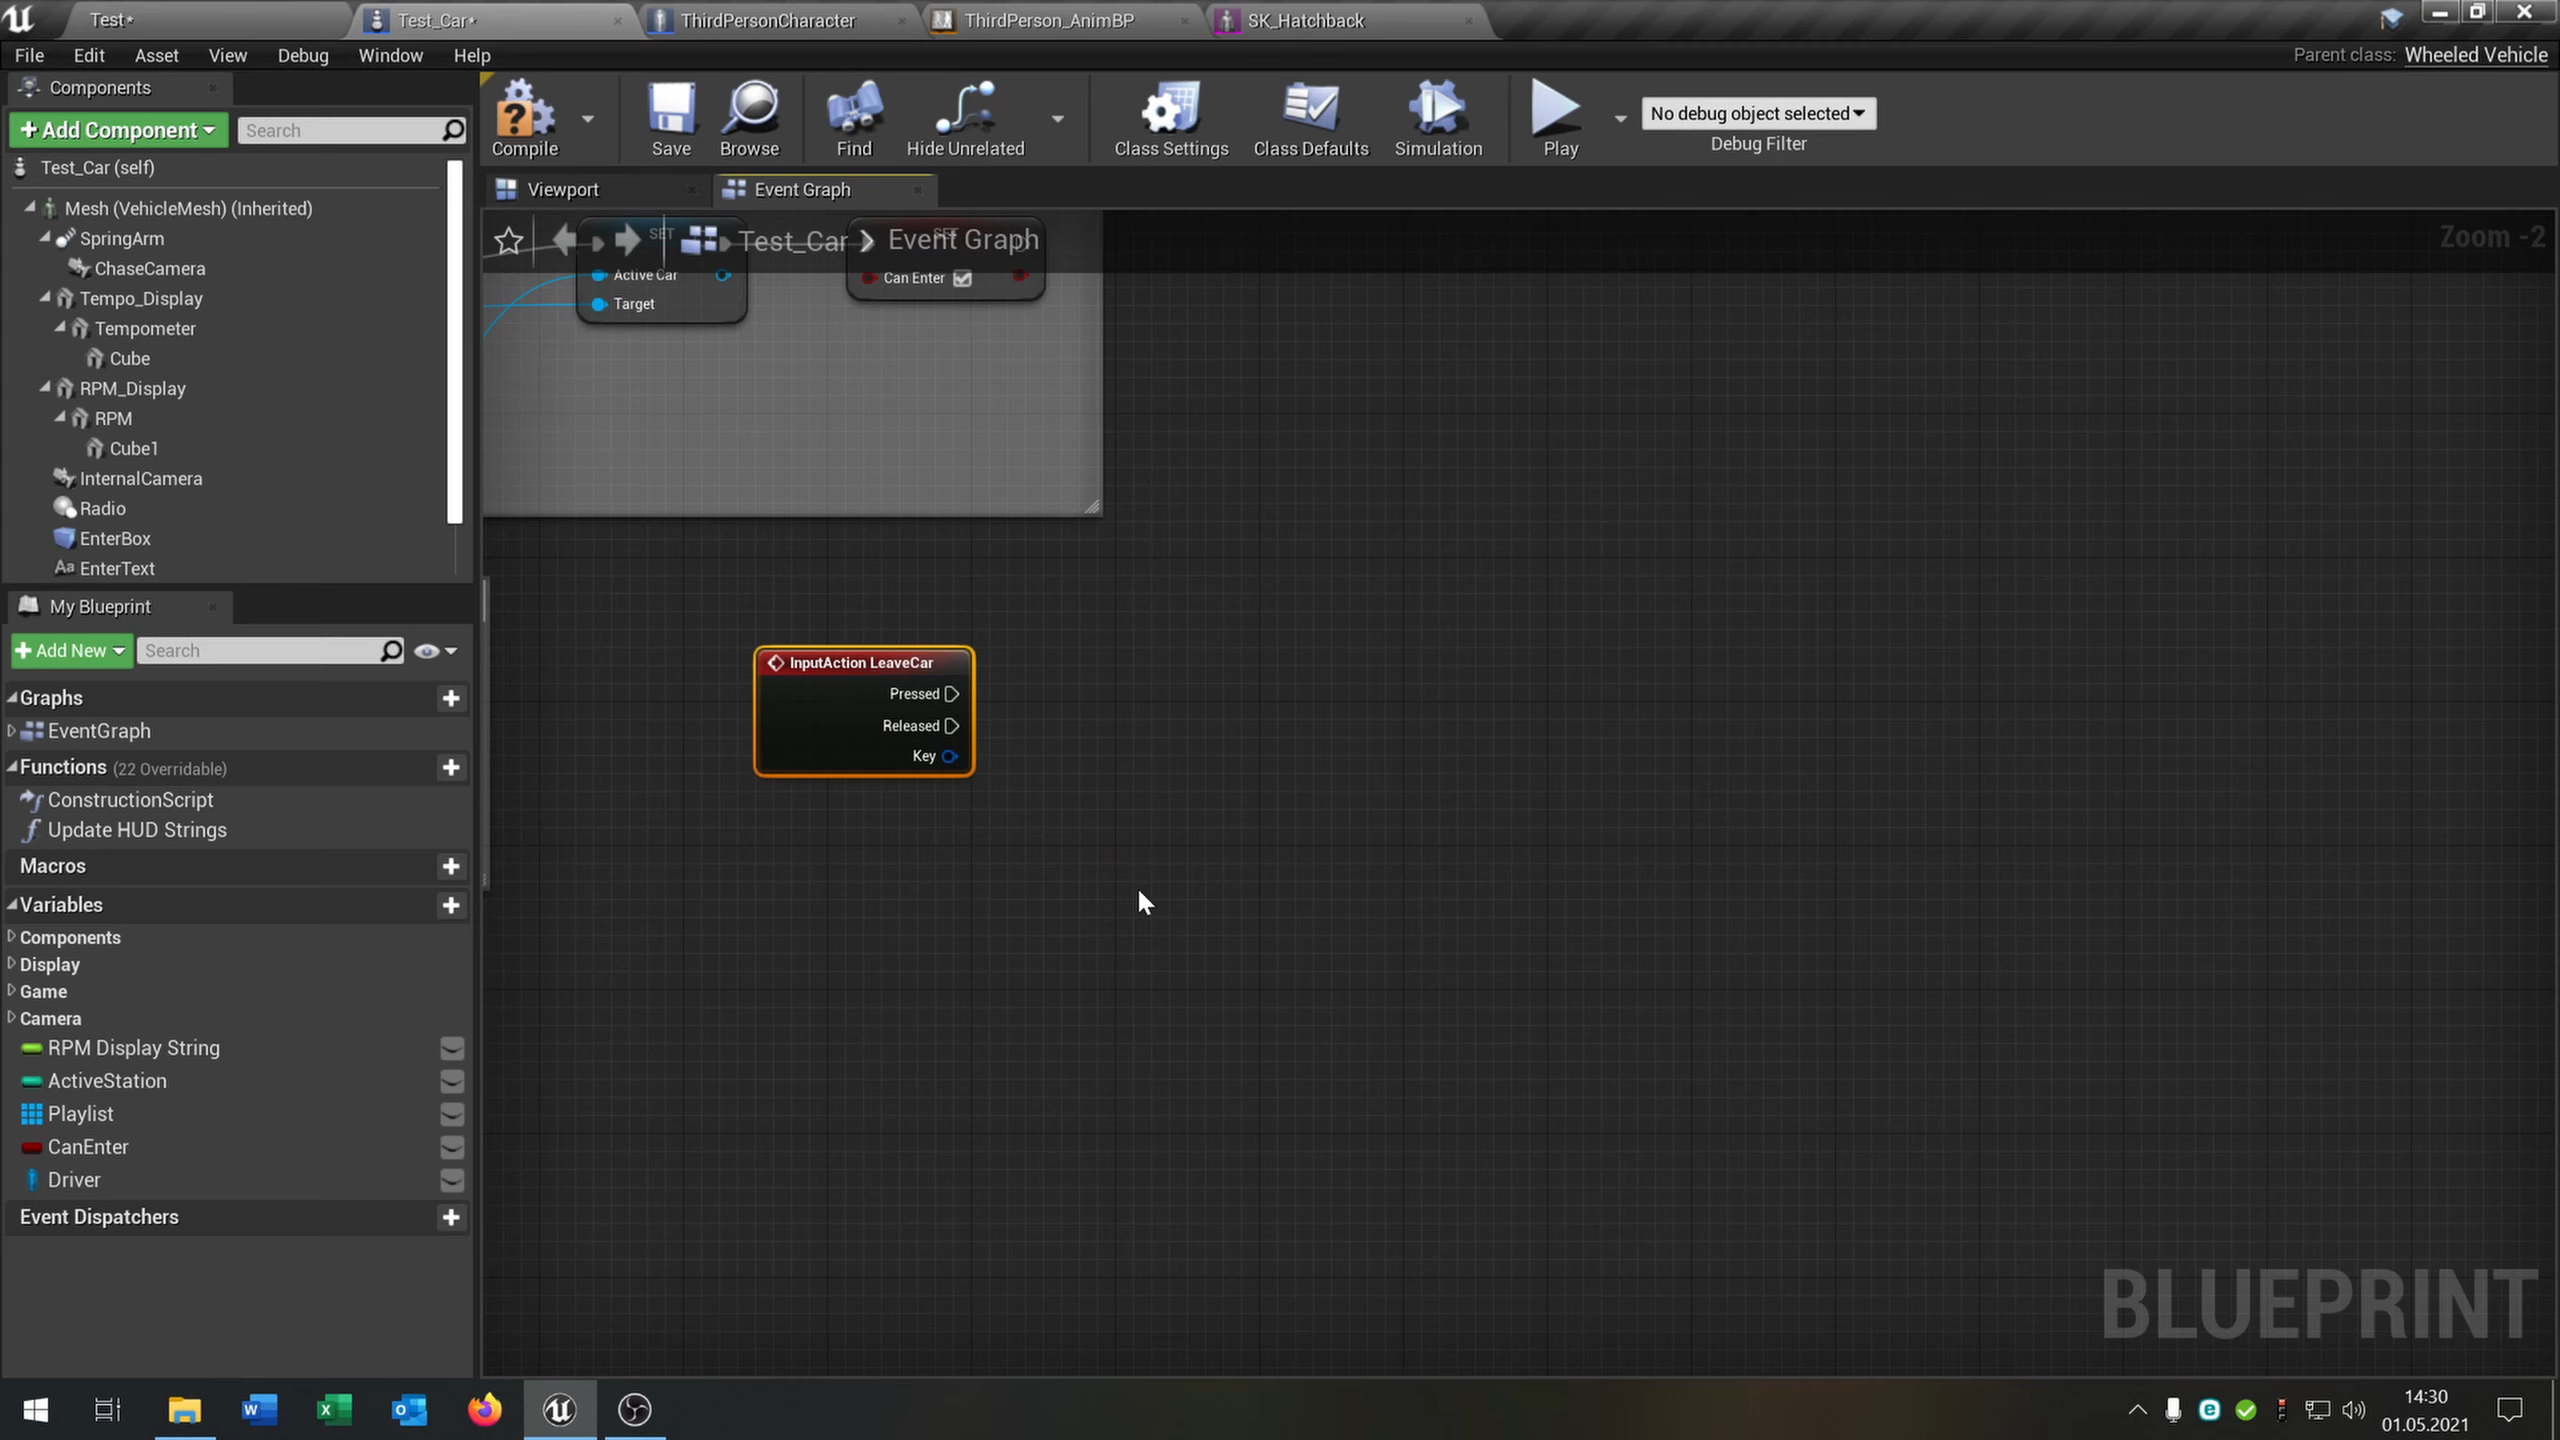 Test*
Test_Car*
ThirdPersonCharacter
ThirdPerson_AnimBP
SK_Hatchback
File
Edit
Asset
View
Debug
Window
Help
Parent class: Wheeled Vehicle
Components
+ Add Component
Search
Test_Car (self)
Mesh (VehicleMesh) (Inherited)
SpringArm
ChaseCamera
Tempo_Display
Tempometer
Cube
RPM_Display
RPM
Cube1
InternalCamera
Radio
EnterBox
Aa EnterText
Compile
Save
Browse
Find
Hide Unrelated
Class Settings
Class Defaults
Simulation
Play
No debug object selected
Debug Filter
Viewport
Event Graph
Test_Car > Event Graph
Zoom -2
SET
Active Car
Target
SET
Can Enter
InputAction LeaveCar
Pressed
Released
Key
My Blueprint
+ Add New
Search
Graphs
EventGraph
Functions (22 Overridable)
ConstructionScript
Update HUD Strings
Macros
Variables
Components
Display
Game
Camera
RPM Display String
ActiveStation
Playlist
CanEnter
Driver
Event Dispatchers
BLUEPRINT
14:30
01.05.2021